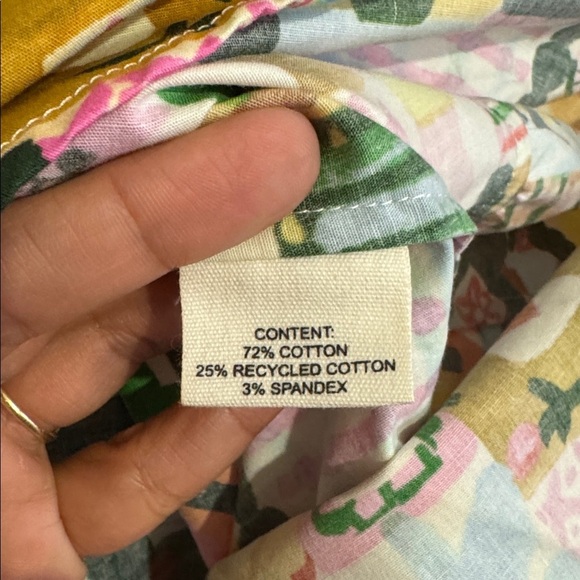 CONTENT:
72% COTTON
25% RECYCLED COTTON
3% SPANDEX